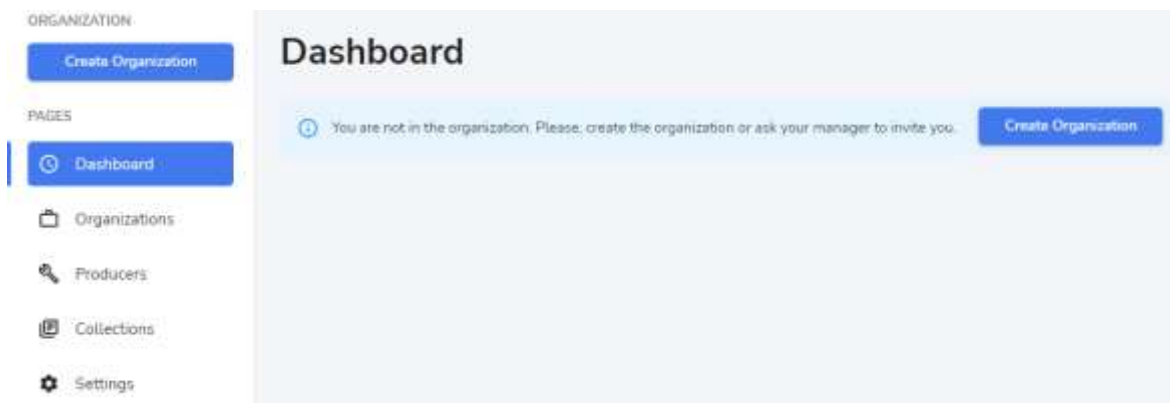 ORGANIZATION
Create Organization
PAGES
Dashboard
Organizations
Producers
Collections
Settings
Dashboard
You are not in the organization. Please, create the organization or ask your manager to invite you.
Create Organization